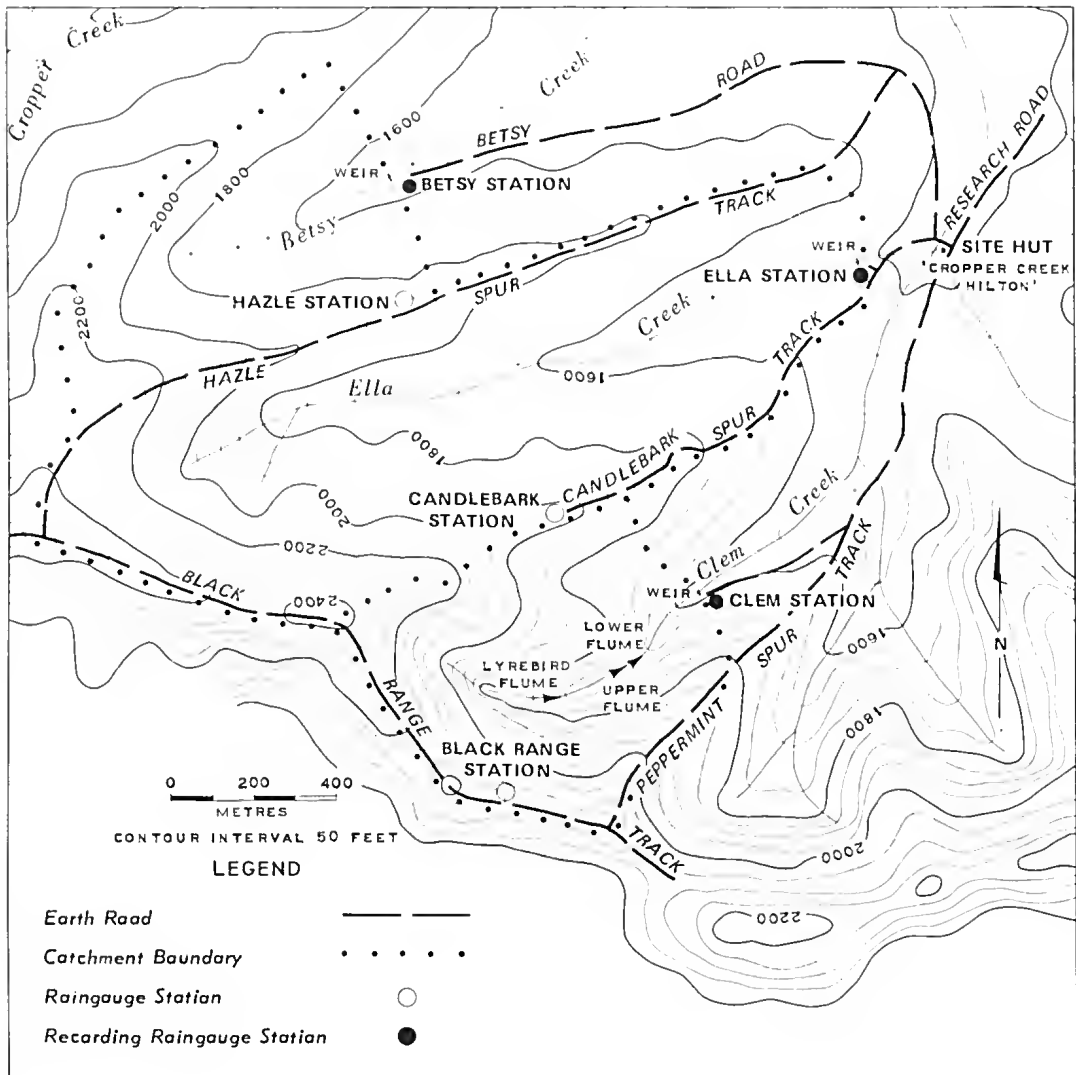 Cropper Creek
Creek
BETSY ROAD
RESEARCH ROAD
1600
WEIR
BETSY STATION
1800
2000
Betsy
TRACK
WEIR
SITE HUT
'CROPPER CREEK
HILTON'
ELLA STATION
HAZLE STATION
SPUR
Creek
2200
HAZLE
TRACK
1600
Ella
SPUR
1800
CANDLEBARK
CANDLEBARK
STATION
2000
2200
Creek
Clem
TRACK
BLACK
2400
WEIR
CLEM STATION
LOWER
FLUME
1600
SPUR
LYREBIRD
FLUME
UPPER
FLUME
N
RANGE
PEPPERMINT
1800
BLACK RANGE
STATION
0 200 400
METRES
CONTOUR INTERVAL 50 FEET
TRACK
2000
LEGEND
2200
Earth Road
Catchment Boundary
Raingauge Station
Recording Raingauge Station